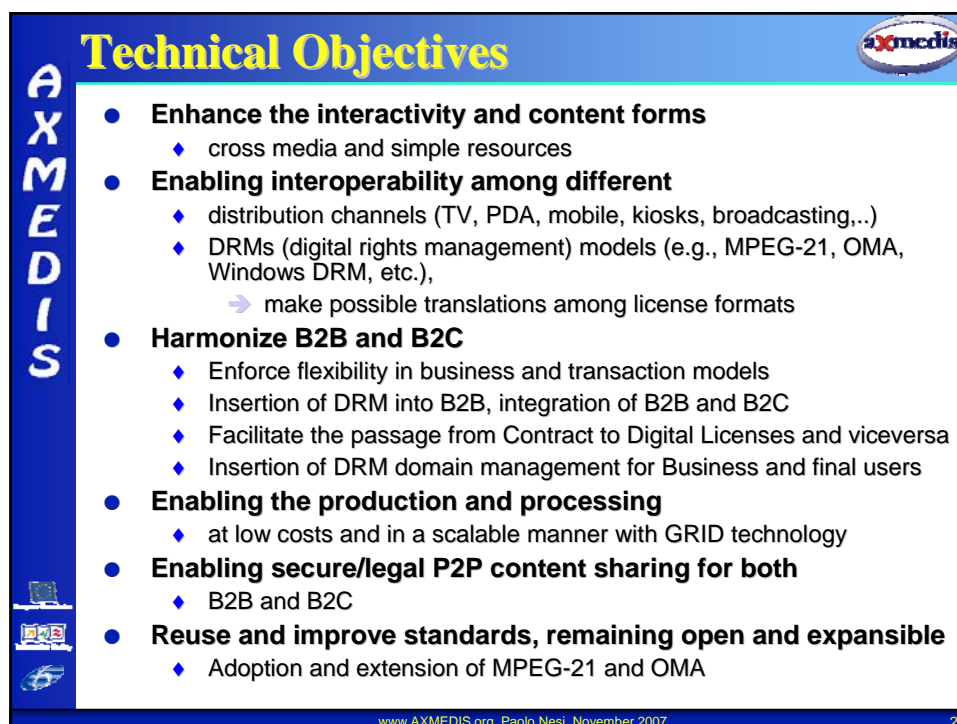 Technical Objectives
axmedis
AXMEDIS
Enhance the interactivity and content forms
cross media and simple resources
Enabling interoperability among different
distribution channels (TV, PDA, mobile, kiosks, broadcasting,..)
DRMs (digital rights management) models (e.g., MPEG-21, OMA,
Windows DRM, etc.),
make possible translations among license formats
Harmonize B2B and B2C
Enforce flexibility in business and transaction models
Insertion of DRM into B2B, integration of B2B and B2C
Facilitate the passage from Contract to Digital Licenses and viceversa
Insertion of DRM domain management for Business and final users
Enabling the production and processing
at low costs and in a scalable manner with GRID technology
Enabling secure/legal P2P content sharing for both
B2B and B2C
Reuse and improve standards, remaining open and expansible
Adoption and extension of MPEG-21 and OMA
www.AXMEDIS.org, Paolo Nesi, November 2007